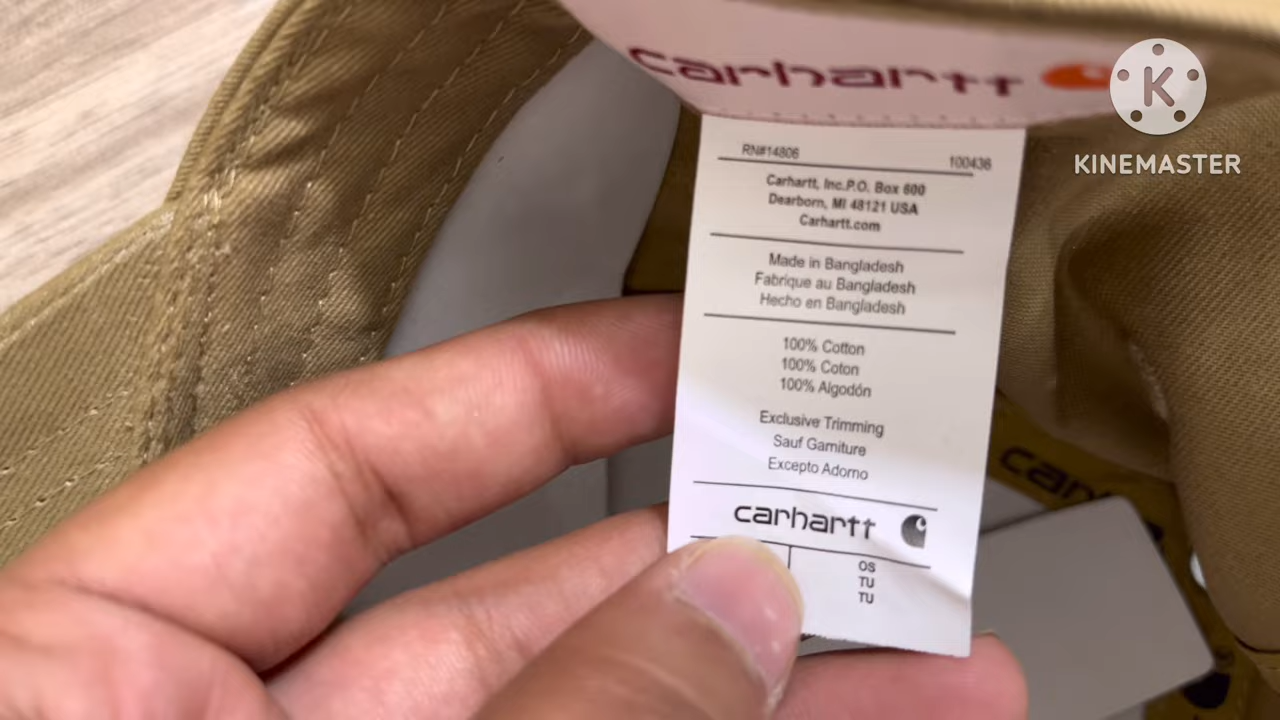 carhartt
KINEMASTER
RN#14806 100436
Carhartt, Inc.P.O. Box 600
Dearborn, MI 48121 USA
Carhartt.com
Made in Bangladesh
Fabrique au Bangladesh
Hecho en Bangladesh
100% Cotton
100% Coton
100% Algodón
Exclusive Trimming
Sauf Garniture
Excepto Adorno
carhartt
OS
TU
TU